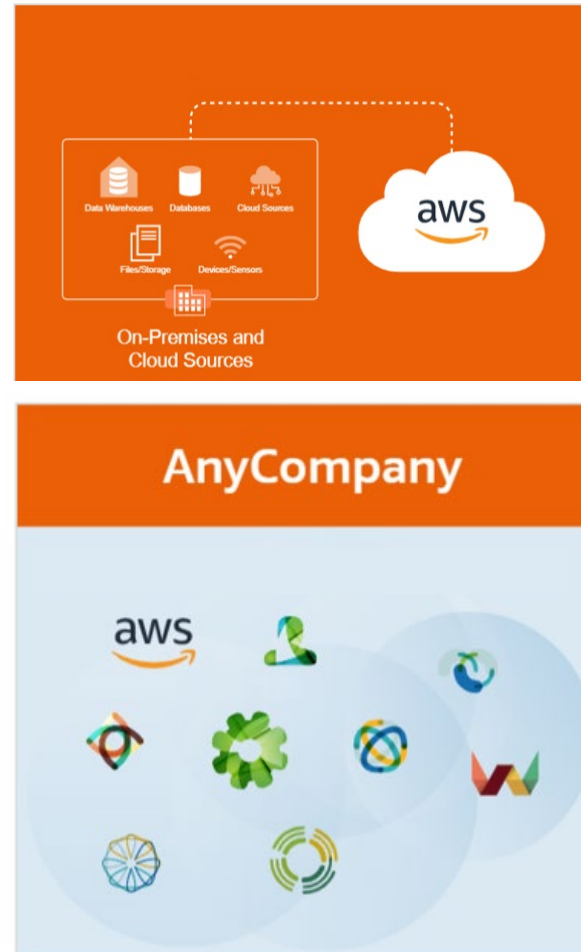 aws
Data Warehouses
Databases
Cloud Sources
Files/Storage
Devices/Sensors
On-Premises and
Cloud Sources
AnyCompany
aws